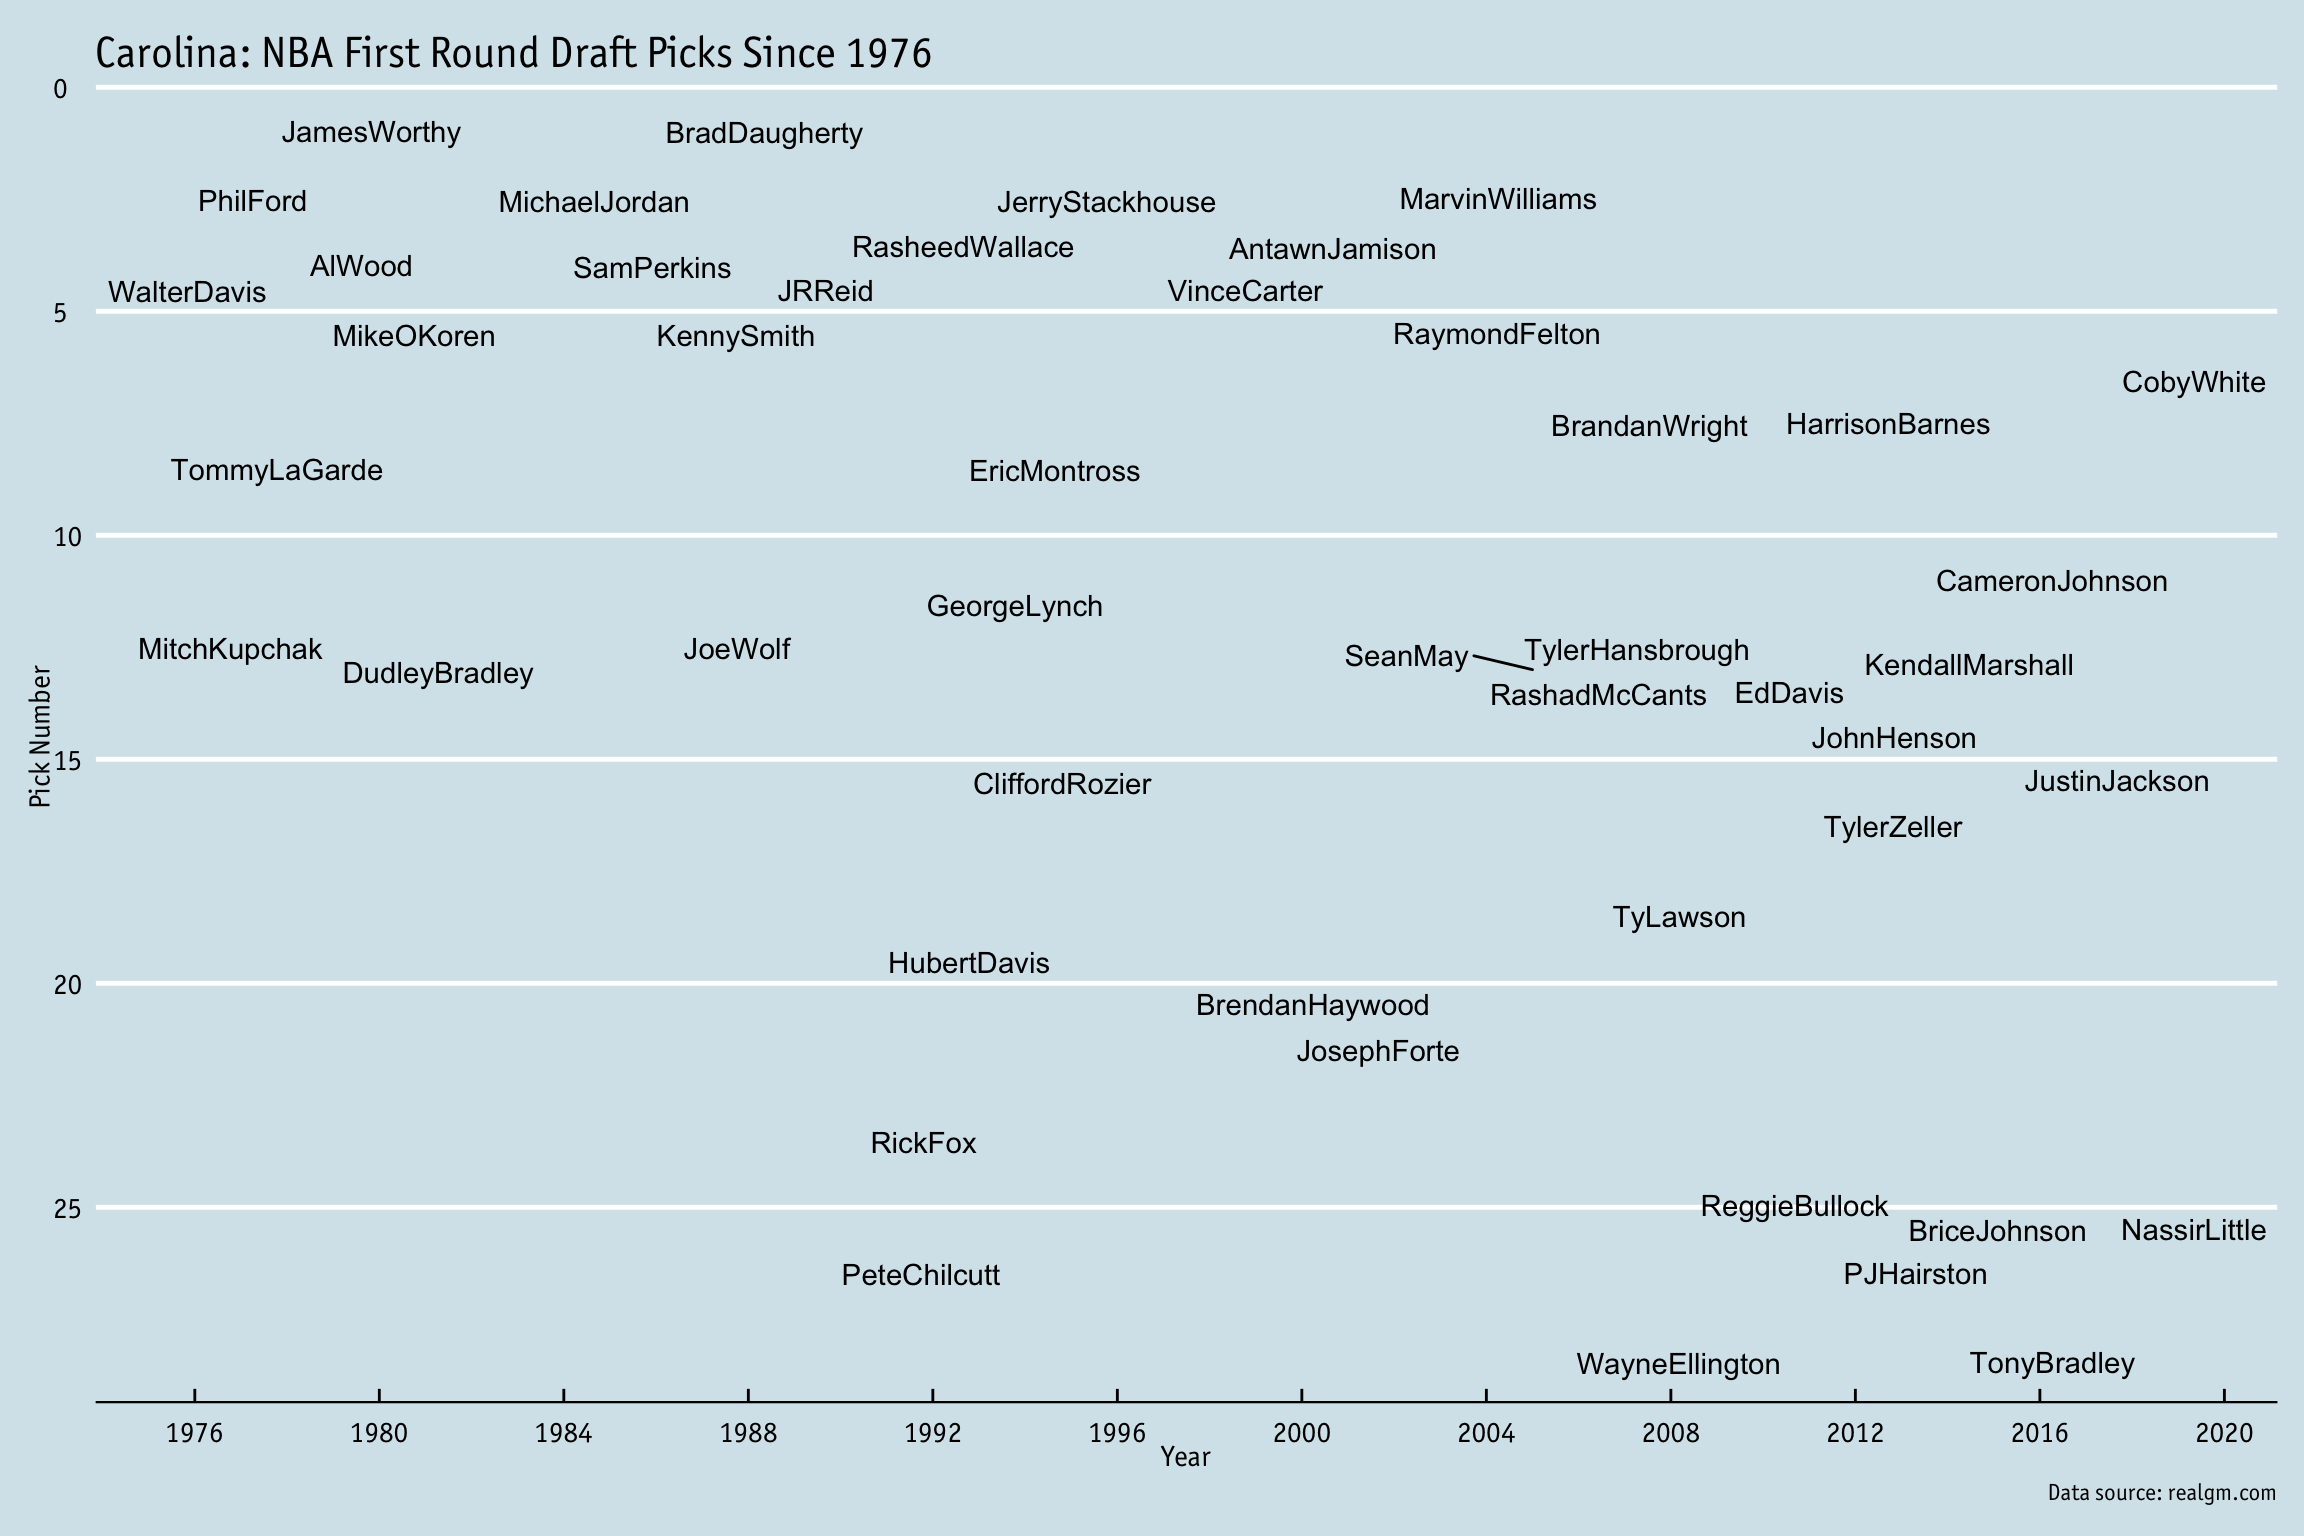 Carolina: NBA First Round Draft Picks Since 1976
0
JamesWorthy
BradDaugherty
PhilFord
MichaelJordan
JerryStackhouse
MarvinWilliams
RasheedWallace
AntawnJamison
AlWood
SamPerkins
WalterDavis
JRReid
VinceCarter
5
MikeOKoren
KennySmith
RaymondFelton
CobyWhite
BrandanWright
HarrisonBarnes
TommyLaGarde
EricMontross
10
CameronJohnson
GeorgeLynch
MitchKupchak
JoeWolf
SeanMay
TylerHansbrough
KendallMarshall
DudleyBradley
RashadMcCants
EdDavis
JohnHenson
Pick Number
15
CliffordRozier
JustinJackson
TylerZeller
TyLawson
HubertDavis
20
BrendanHaywood
JosephForte
RickFox
25
ReggieBullock
BriceJohnson
NassirLittle
PeteChilcutt
PJHairston
WayneEllington
TonyBradley
1976 1980 1984 1988 1992 1996 2000 2004 2008 2012 2016 2020
Year
Data source: realgm.com